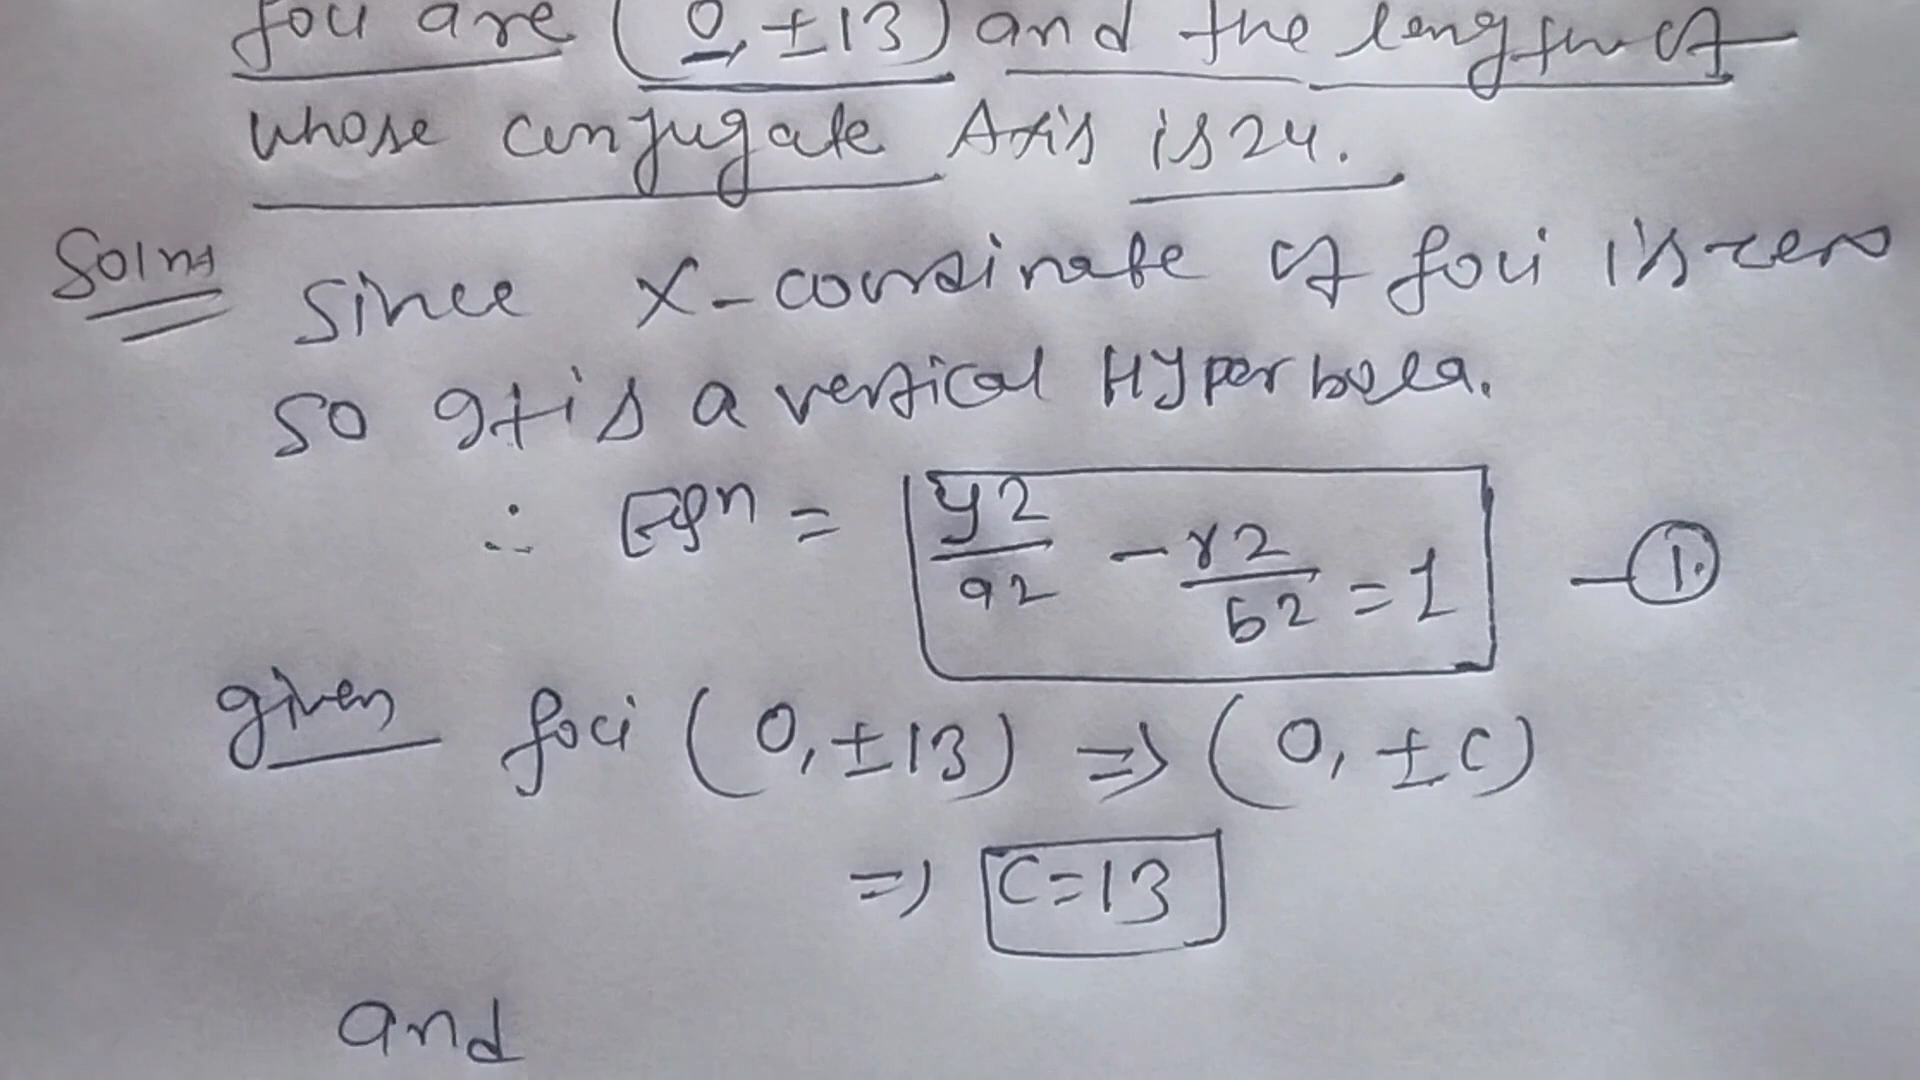 foci are (0, ±13) and the length of
whose conjugate Axis is 24.
Soln
Since x-coordinate of foci is zero
so It is a vertical Hyperbola.
∴ Eqn = y2/a2 - x2/b2 = 1 - 1.
given foci (0, ±13) => (0, ±c)
=> C=13
and